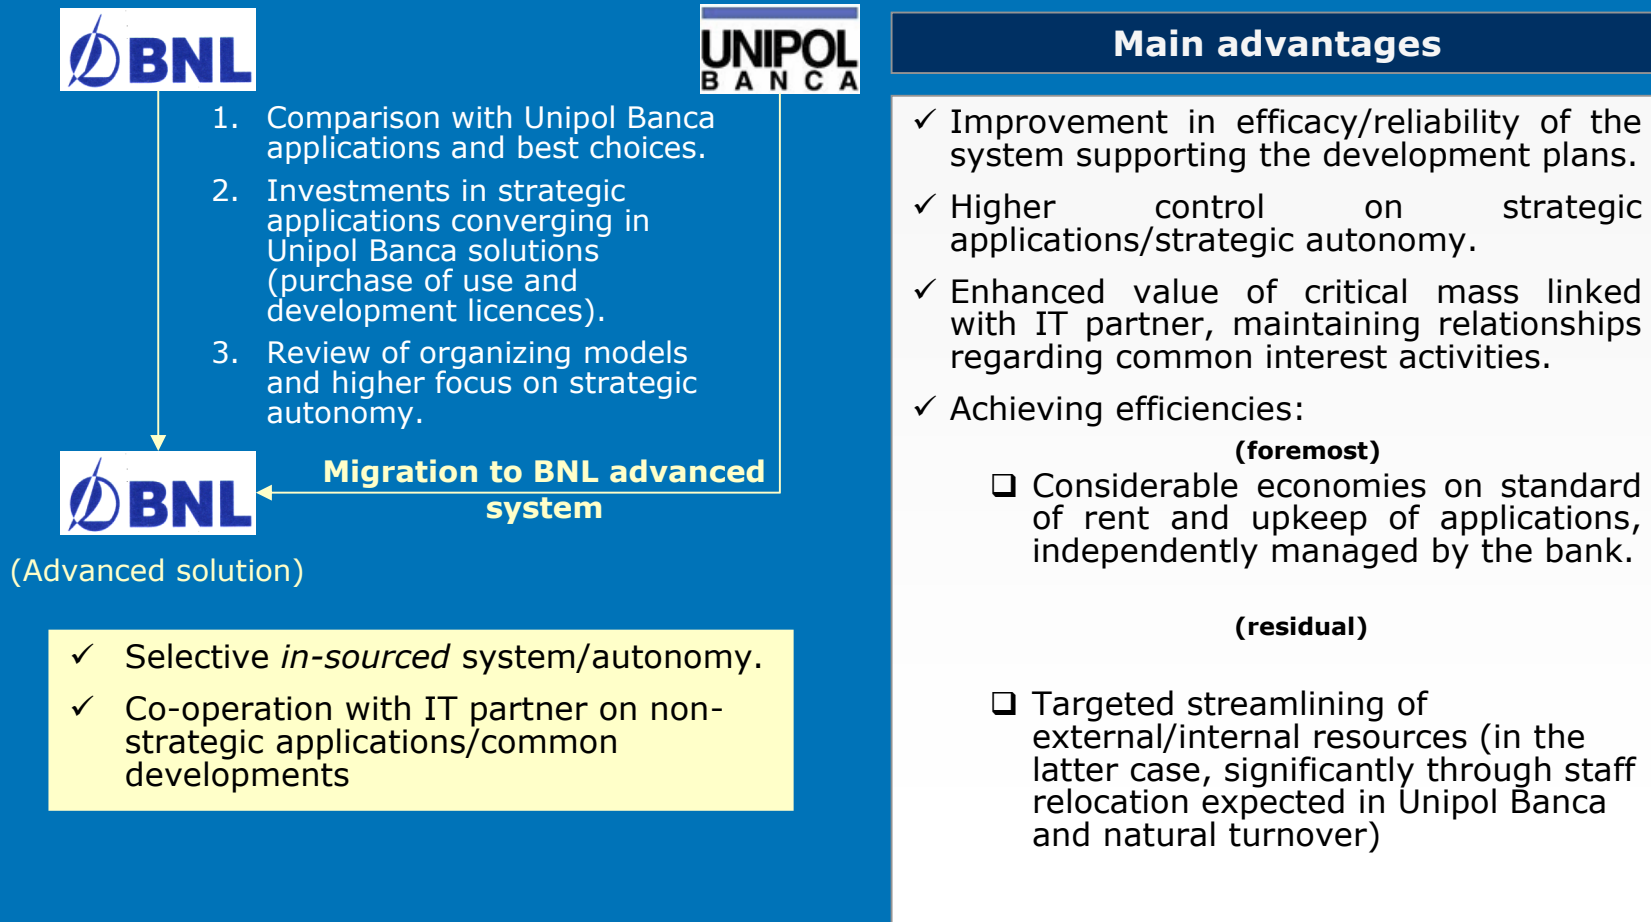 BNL
UNIPOL
BANCA
1. Comparison with Unipol Banca
applications and best choices.
2. Investments in strategic
applications converging in
Unipol Banca solutions
(purchase of use and
development licences).
3. Review of organizing models
and higher focus on strategic
autonomy.
Migration to BNL advanced
system
BNL
(Advanced solution)
✓ Selective in-sourced system/autonomy.
✓ Co-operation with IT partner on non-
strategic applications/common
developments
Main advantages
✓ Improvement in efficacy/reliability of the
system supporting the development plans.
✓ Higher control on strategic
applications/strategic autonomy.
✓ Enhanced value of critical mass linked
with IT partner, maintaining relationships
regarding common interest activities.
✓ Achieving efficiencies:
(foremost)
❑ Considerable economies on standard
of rent and upkeep of applications,
independently managed by the bank.
(residual)
❑ Targeted streamlining of
external/internal resources (in the
latter case, significantly through staff
relocation expected in Unipol Banca
and natural turnover)